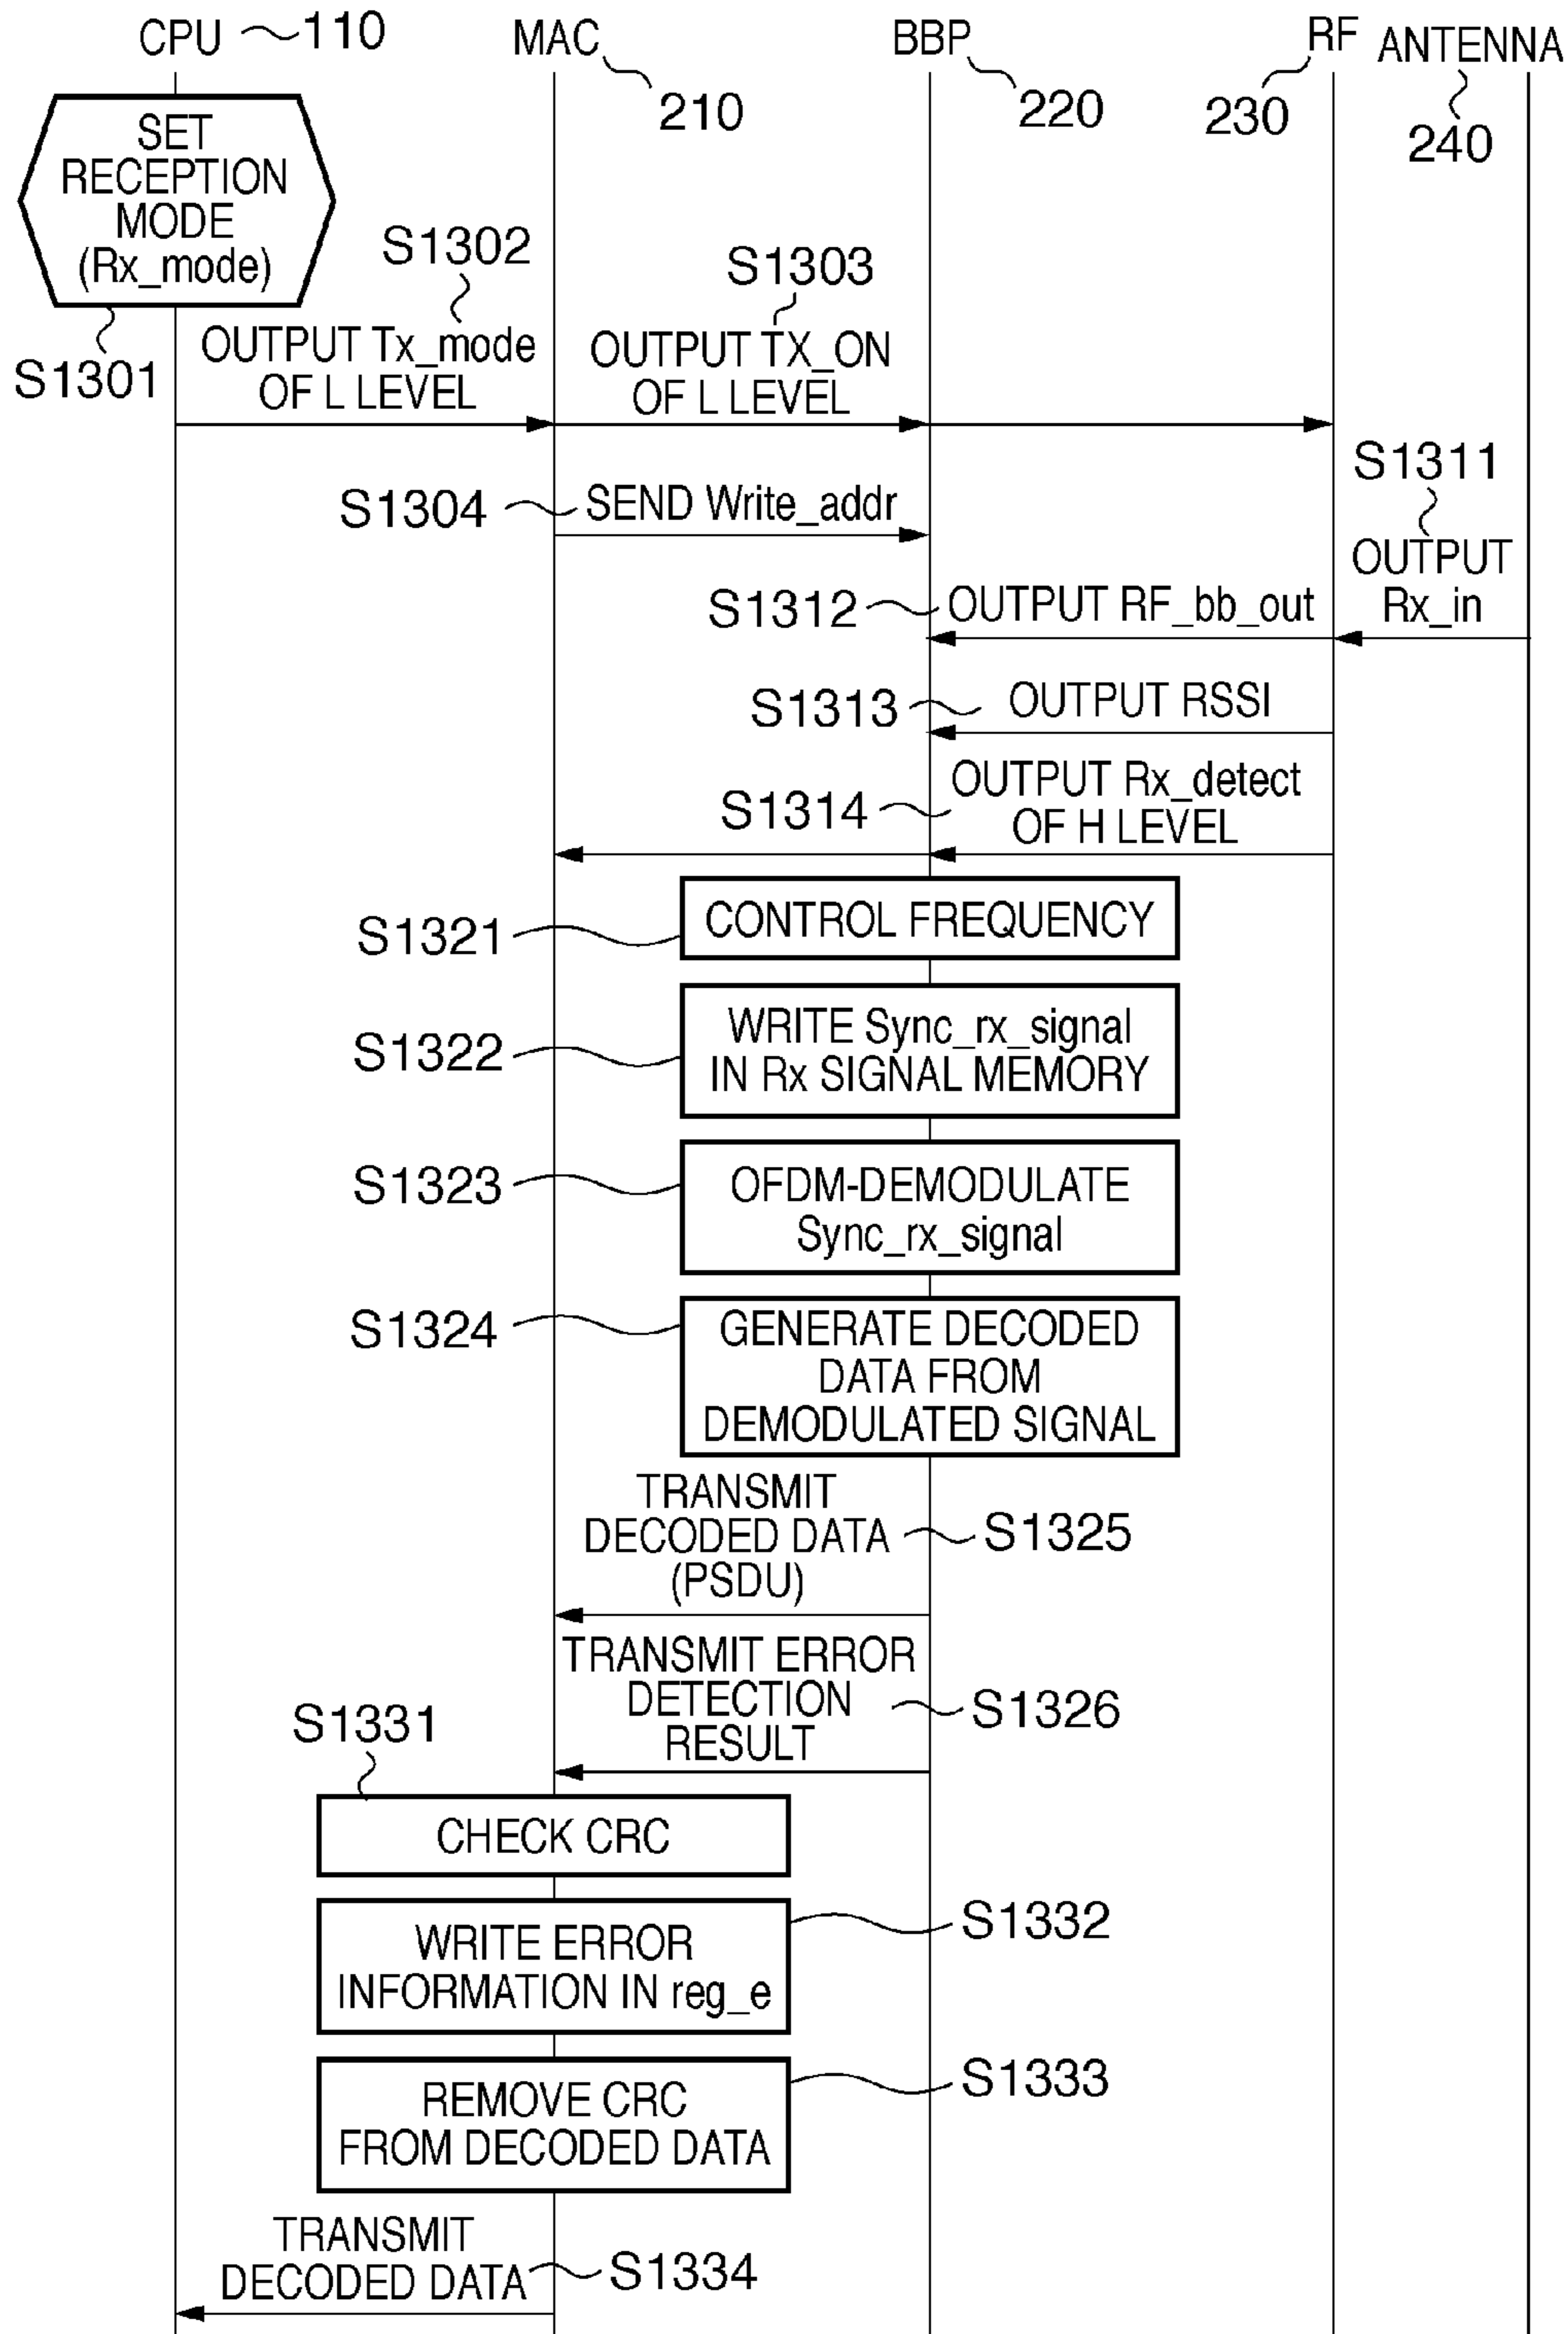 CPU 110
MAC
210
BBP
220
RF
230
ANTENNA
240
SET
RECEPTION
MODE
(Rx_mode)
S1301
S1302
OUTPUT Tx_mode
OF L LEVEL
S1303
OUTPUT TX_ON
OF L LEVEL
S1304
SEND Write_addr
S1311
OUTPUT
Rx_in
S1312
OUTPUT RF_bb_out
S1313
OUTPUT RSSI
S1314
OUTPUT Rx_detect
OF H LEVEL
S1321
CONTROL FREQUENCY
S1322
WRITE Sync_rx_signal
IN Rx SIGNAL MEMORY
S1323
OFDM-DEMODULATE
Sync_rx_signal
S1324
GENERATE DECODED
DATA FROM
DEMODULATED SIGNAL
TRANSMIT
DECODED DATA
(PSDU)
S1325
TRANSMIT ERROR
DETECTION
RESULT
S1326
S1331
CHECK CRC
WRITE ERROR
INFORMATION IN reg_e
S1332
REMOVE CRC
FROM DECODED DATA
S1333
TRANSMIT
DECODED DATA
S1334